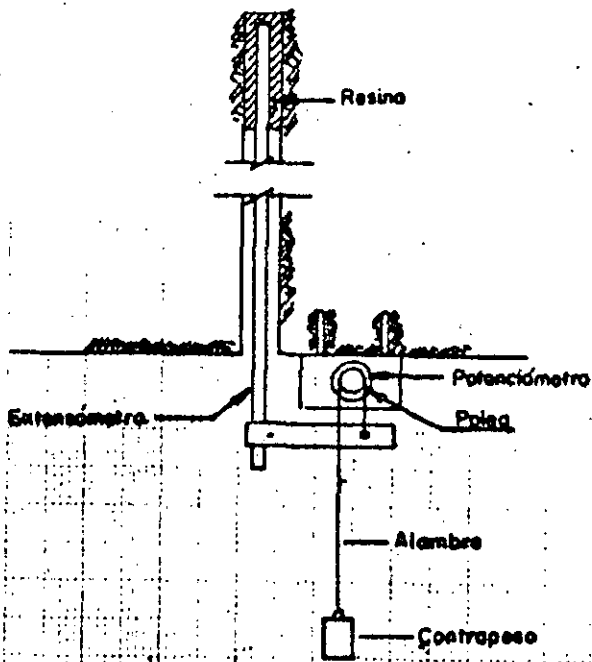 Resina
Potenciómetro
Extensómetro
Polea
Alambre
Contrapeso